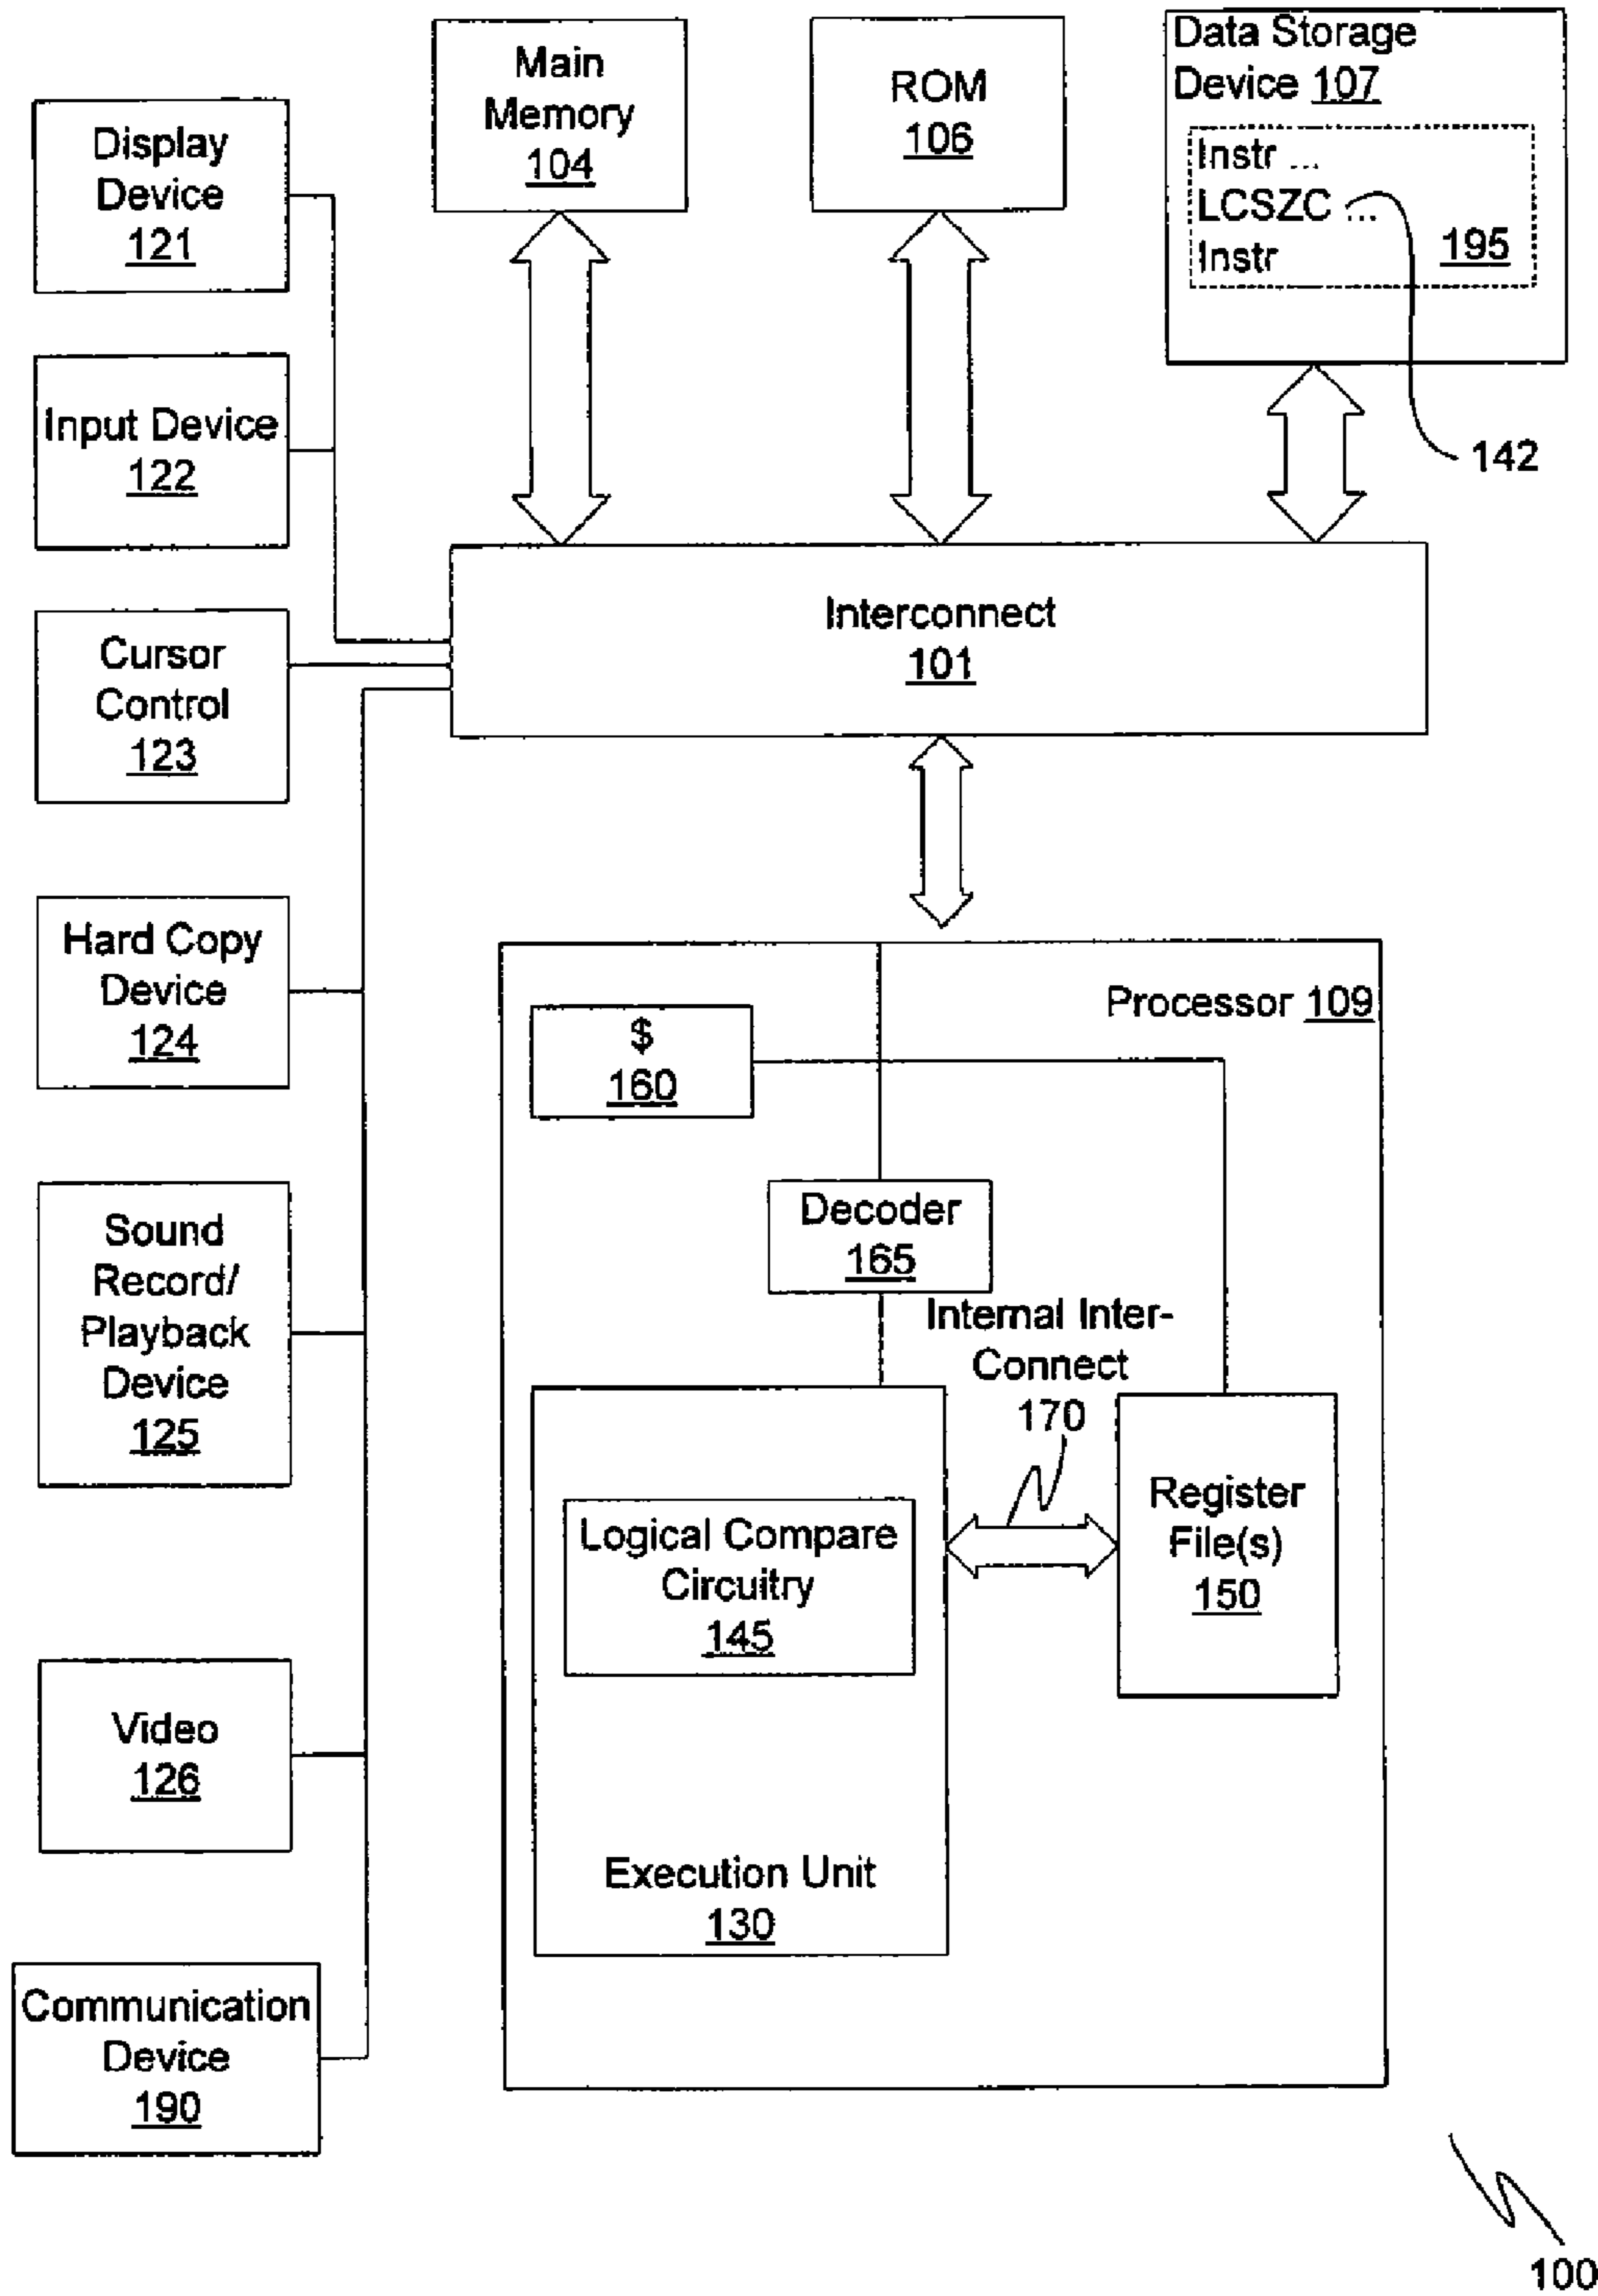 Main
Memory
104
ROM
106
Data Storage
Device 107
Instr ...
LCSZC ...
Instr
195
142
Display
Device
121
Input Device
122
Cursor
Control
123
Hard Copy
Device
124
Sound
Record/
Playback
Device
125
Video
126
Communication
Device
190
Interconnect
101
Processor 109
$
160
Decoder
165
Internal Inter-
Connect
170
Logical Compare
Circuitry
145
Execution Unit
130
Register
File(s)
150
100